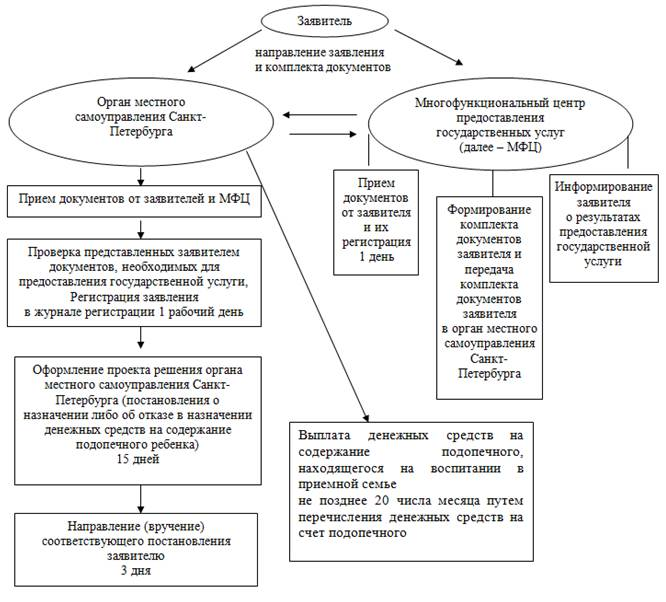 Заявитель
направление заявления
и комплекта документов
Орган местного
самоуправления Санкт-
Петербурга
Многофункциональный центр
предоставления
государственных услуг
(далее – МФЦ)
Прием документов от заявителей и МФЦ
Прием
документов
от заявителя
и их
регистрация
1 день
Формирование
комплекта
документов
заявителя и
передача
комплекта
документов
заявителя
в орган местного
самоуправления
Санкт-
Петербурга
Информирование
заявителя
о результатах
предоставления
государственной
услуги
Проверка представленных заявителем
документов, необходимых для
предоставления государственной услуги,
Регистрация заявления
в журнале регистрации 1 рабочий день
Оформление проекта решения органа
местного самоуправления Санкт-
Петербурга (постановления о
назначении либо об отказе в назначении
денежных средств на содержание
подопечного ребенка)
15 дней
Выплата денежных средств на
содержание подопечного,
находящегося на воспитании в
приемной семье
не позднее 20 числа месяца путем
перечисления денежных средств на
счет подопечного
Направление (вручение)
соответствующего постановления
заявителю
3 дня